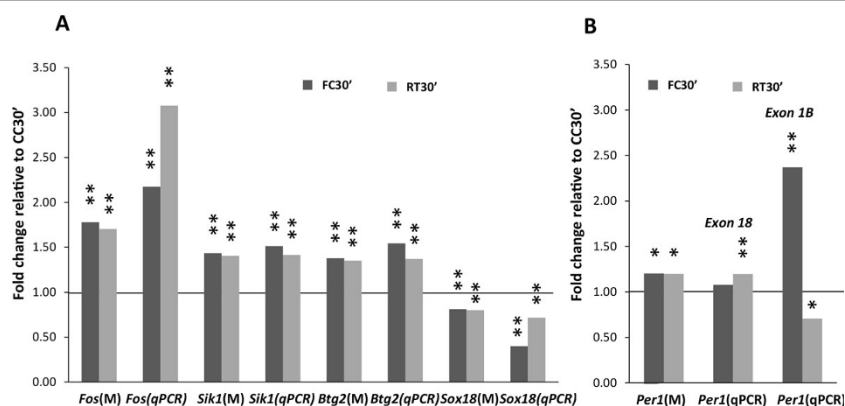 A
B
Fold change relative to CC30'
3.50
3.00
2.50
2.00
1.50
1.00
0.50
0.00
FC30' RT30'
** ** ** ** ** ** ** ** ** ** ** ** ** ** ** **
Fos(M) Fos(qPCR) Sik1(M) Sik1(qPCR) Btg2(M) Btg2(qPCR) Sox18(M) Sox18(qPCR)
Fold change relative to CC30'
3.50
3.00
2.50
2.00
1.50
1.00
0.50
0.00
FC30' RT30'
Exon 1B
**
Exon 18
* * ** *
Per1(M) Per1(qPCR) Per1(qPCR)